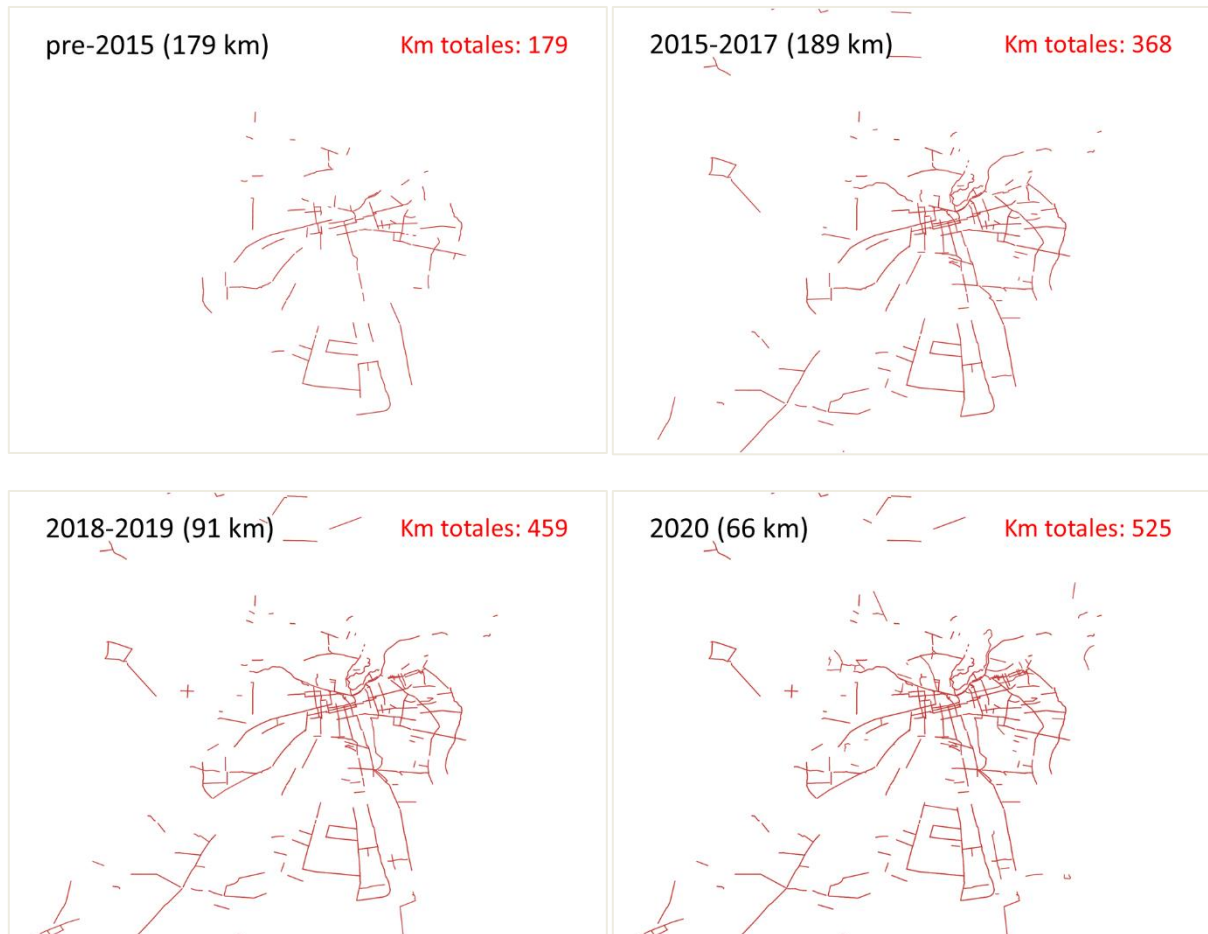 pre-2015 (179 km)
Km totales: 179
2015-2017 (189 km)
Km totales: 368
2018-2019 (91 km)
Km totales: 459
2020 (66 km)
Km totales: 525